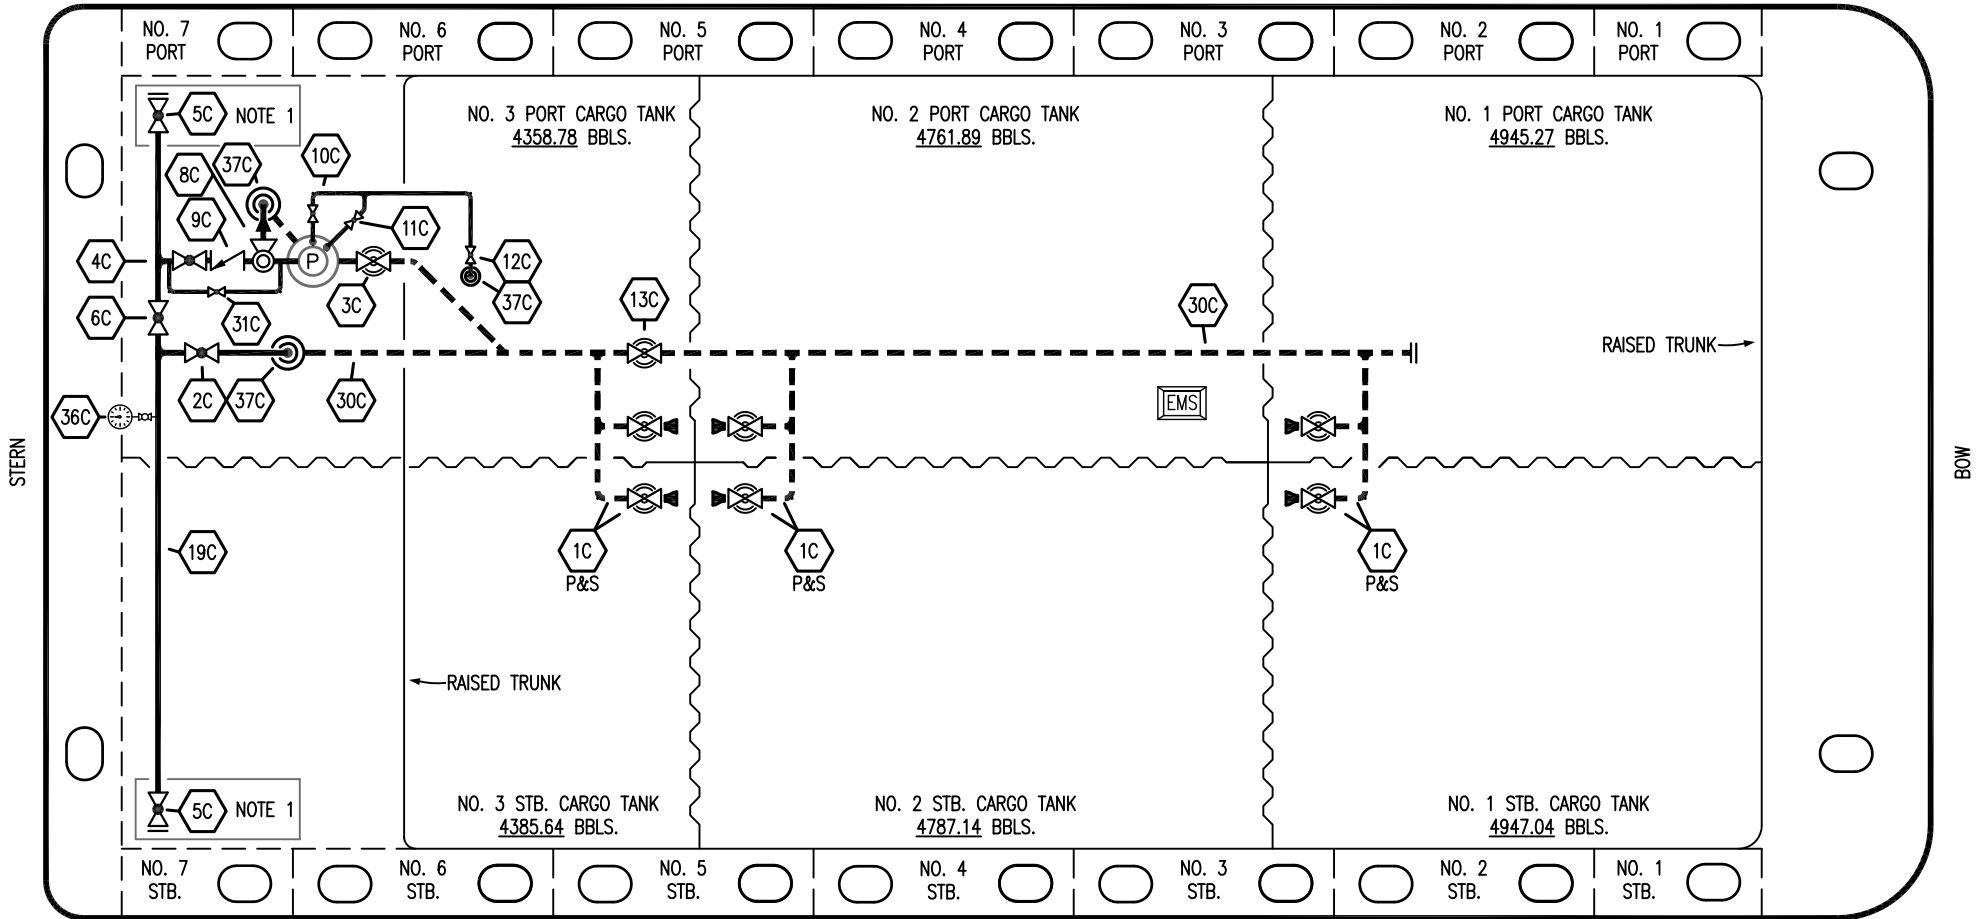 NO. 7
PORT
NO. 6
PORT
NO. 5
PORT
NO. 4
PORT
NO. 3
PORT
NO. 2
PORT
NO. 1
PORT
5C
NOTE 1
NO. 3 PORT CARGO TANK
4358.78 BBLS.
NO. 2 PORT CARGO TANK
4761.89 BBLS.
NO. 1 PORT CARGO TANK
4945.27 BBLS.
8C
37C
10C
9C
11C
4C
P
12C
37C
3C
6C
31C
13C
30C
RAISED TRUNK
2C
37C
30C
36C
EMS
STERN
BOW
19C
1C
P&S
1C
P&S
1C
P&S
RAISED TRUNK
5C
NOTE 1
NO. 3 STB. CARGO TANK
4385.64 BBLS.
NO. 2 STB. CARGO TANK
4787.14 BBLS.
NO. 1 STB. CARGO TANK
4947.04 BBLS.
NO. 7
STB.
NO. 6
STB.
NO. 5
STB.
NO. 4
STB.
NO. 3
STB.
NO. 2
STB.
NO. 1
STB.